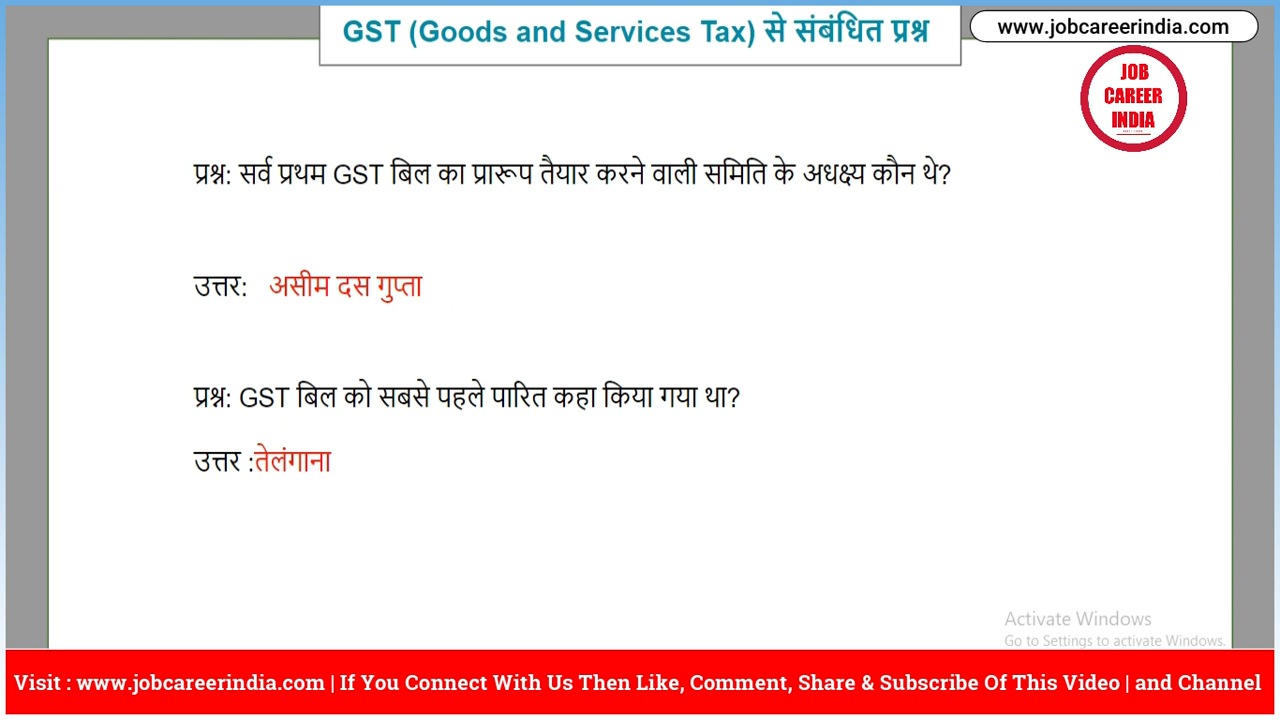 GST (Goods and Services Tax) से संबंधित प्रश्न
www.jobcareerindia.com
JOB
CAREER
INDIA
प्रश्न: सर्व प्रथम GST बिल का प्रारूप तैयार करने वाली समिति के अधक्ष्य कौन थे?
उत्तर: असीम दस गुप्ता
प्रश्न: GST बिल को सबसे पहले पारित कहा किया गया था?
उत्तर :तेलंगाना
Activate Windows
Go to Settings to activate Windows.
Visit : www.jobcareerindia.com | If You Connect With Us Then Like, Comment, Share & Subscribe Of This Video | and Channel